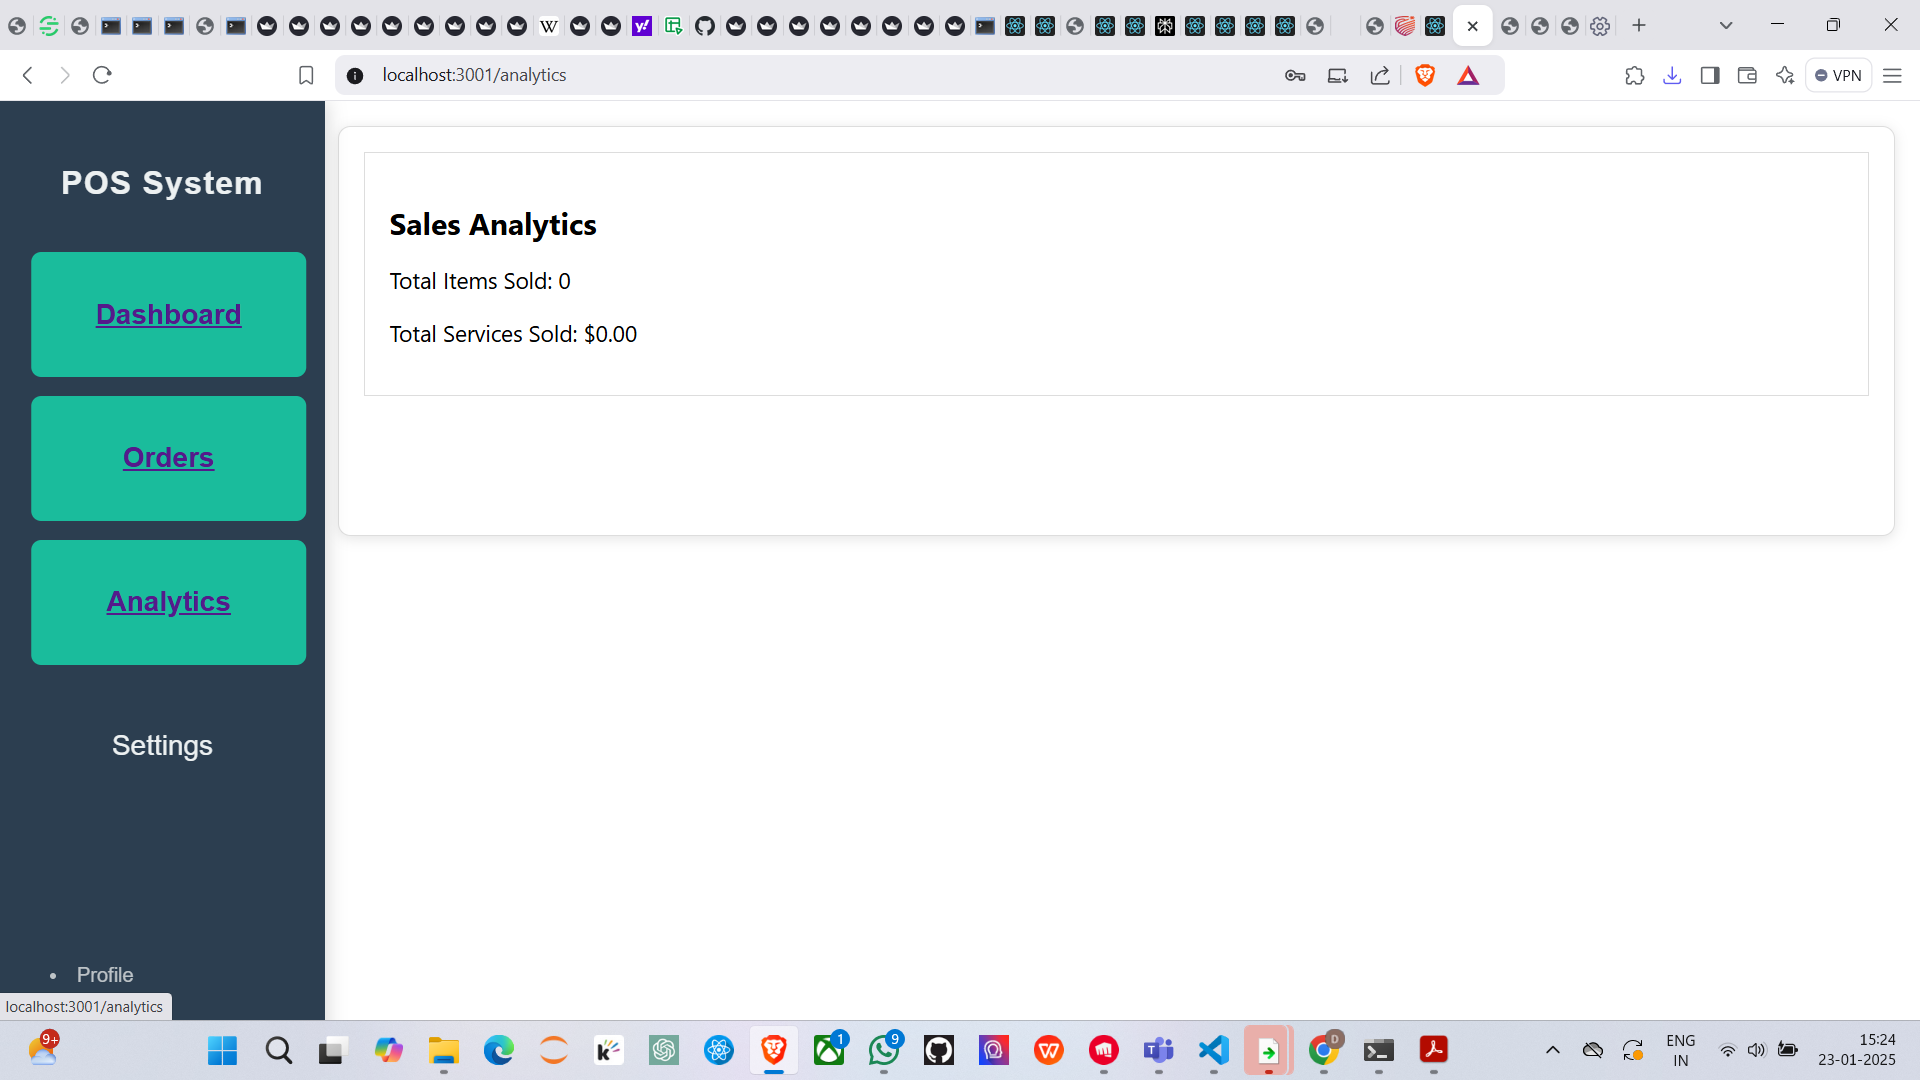 localhost:3001/analytics
VPN
POS System
Dashboard
Orders
Analytics
Settings
• Profile
Sales Analytics
Total Items Sold: 0
Total Services Sold: $0.00
localhost:3001/analytics
9+
1
9
D
ENG
IN
15:24
23-01-2025